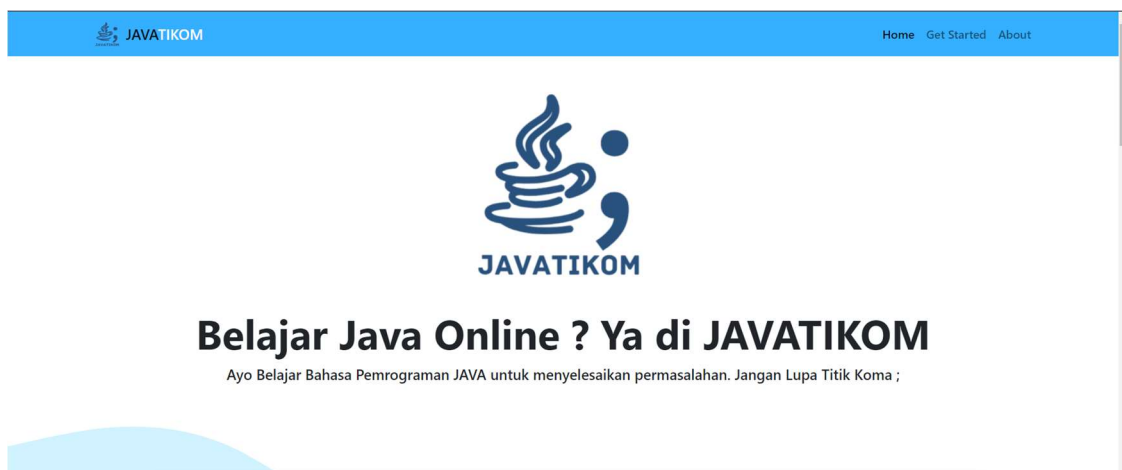 JAVATIKOM
Home Get Started About
JAVATIKOM
Belajar Java Online ? Ya di JAVATIKOM
Ayo Belajar Bahasa Pemrograman JAVA untuk menyelesaikan permasalahan. Jangan Lupa Titik Koma ;